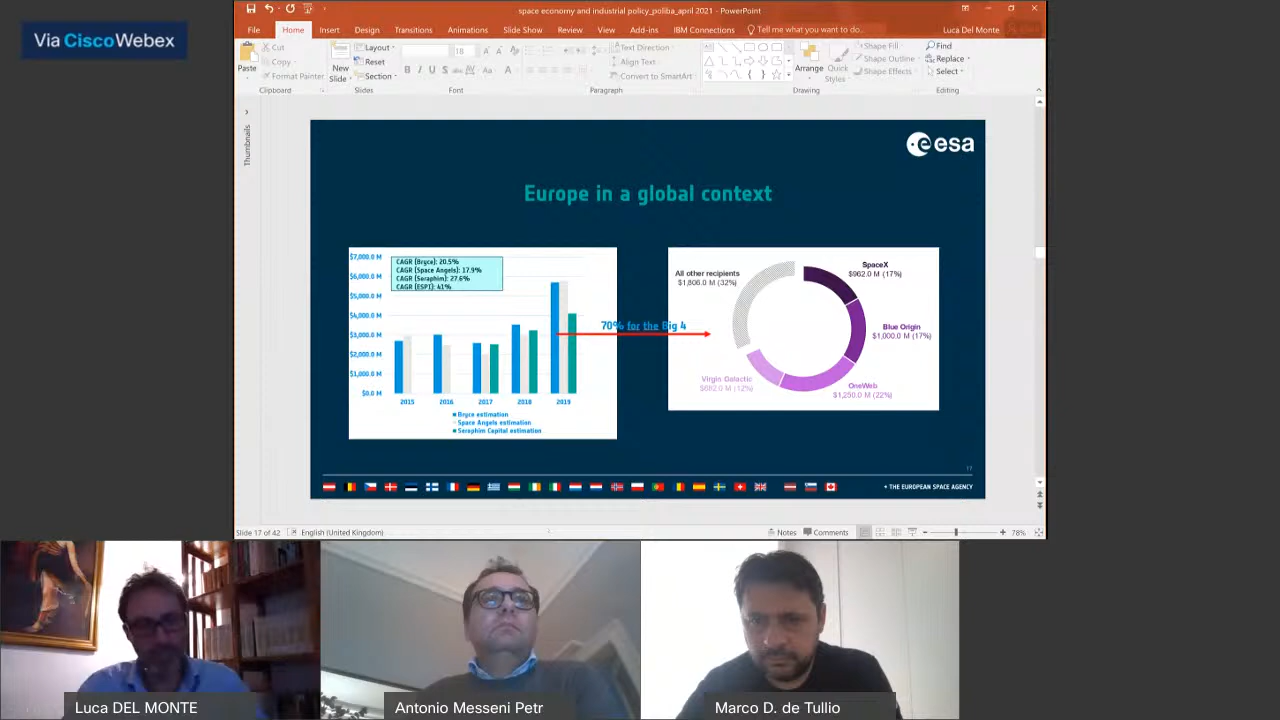 Via CiscoWebex
space economy and industrial policy_poliba_april 2021 - PowerPoint
File Home Insert Design Transitions Animations Slide Show Review View Add-ins IBM Connections Tell me what you want to do... Luca Del Monte
Paste
Cut
Copy
Format Painter
Clipboard
New Slide
Layout
Reset
Section
Slides
18
B I U S abc AV Aa A
Font
Text Direction
Align Text
Convert to SmartArt
Paragraph
Arrange
Quick Styles
Shape Fill
Shape Outline
Shape Effects
Drawing
Find
Replace
Select
Editing
Thumbnails
esa
Europe in a global context
$7,000.0 M
$6,000.0 M
$5,000.0 M
$4,000.0 M
$3,000.0 M
$2,000.0 M
$1,000.0 M
$0.0 M
CAGR (Bryce): 20.5%
CAGR (Space Angels): 17.9%
CAGR (Seraphim): 27.6%
CAGR (ESPI): 41%
2015 2016 2017 2018 2019
Bryce estimation
Space Angels estimation
Seraphim Capital estimation
70% for the Big 4
All other recipients
$1,806.0 M (32%)
SpaceX
$962.0 M (17%)
Blue Origin
$1,000.0 M (17%)
OneWeb
$1,250.0 M (22%)
Virgin Galactic
$682.0 M (12%)
17
THE EUROPEAN SPACE AGENCY
Slide 17 of 42 English (United Kingdom) Notes Comments 78%
Luca DEL MONTE
Antonio Messeni Petr
Marco D. de Tullio